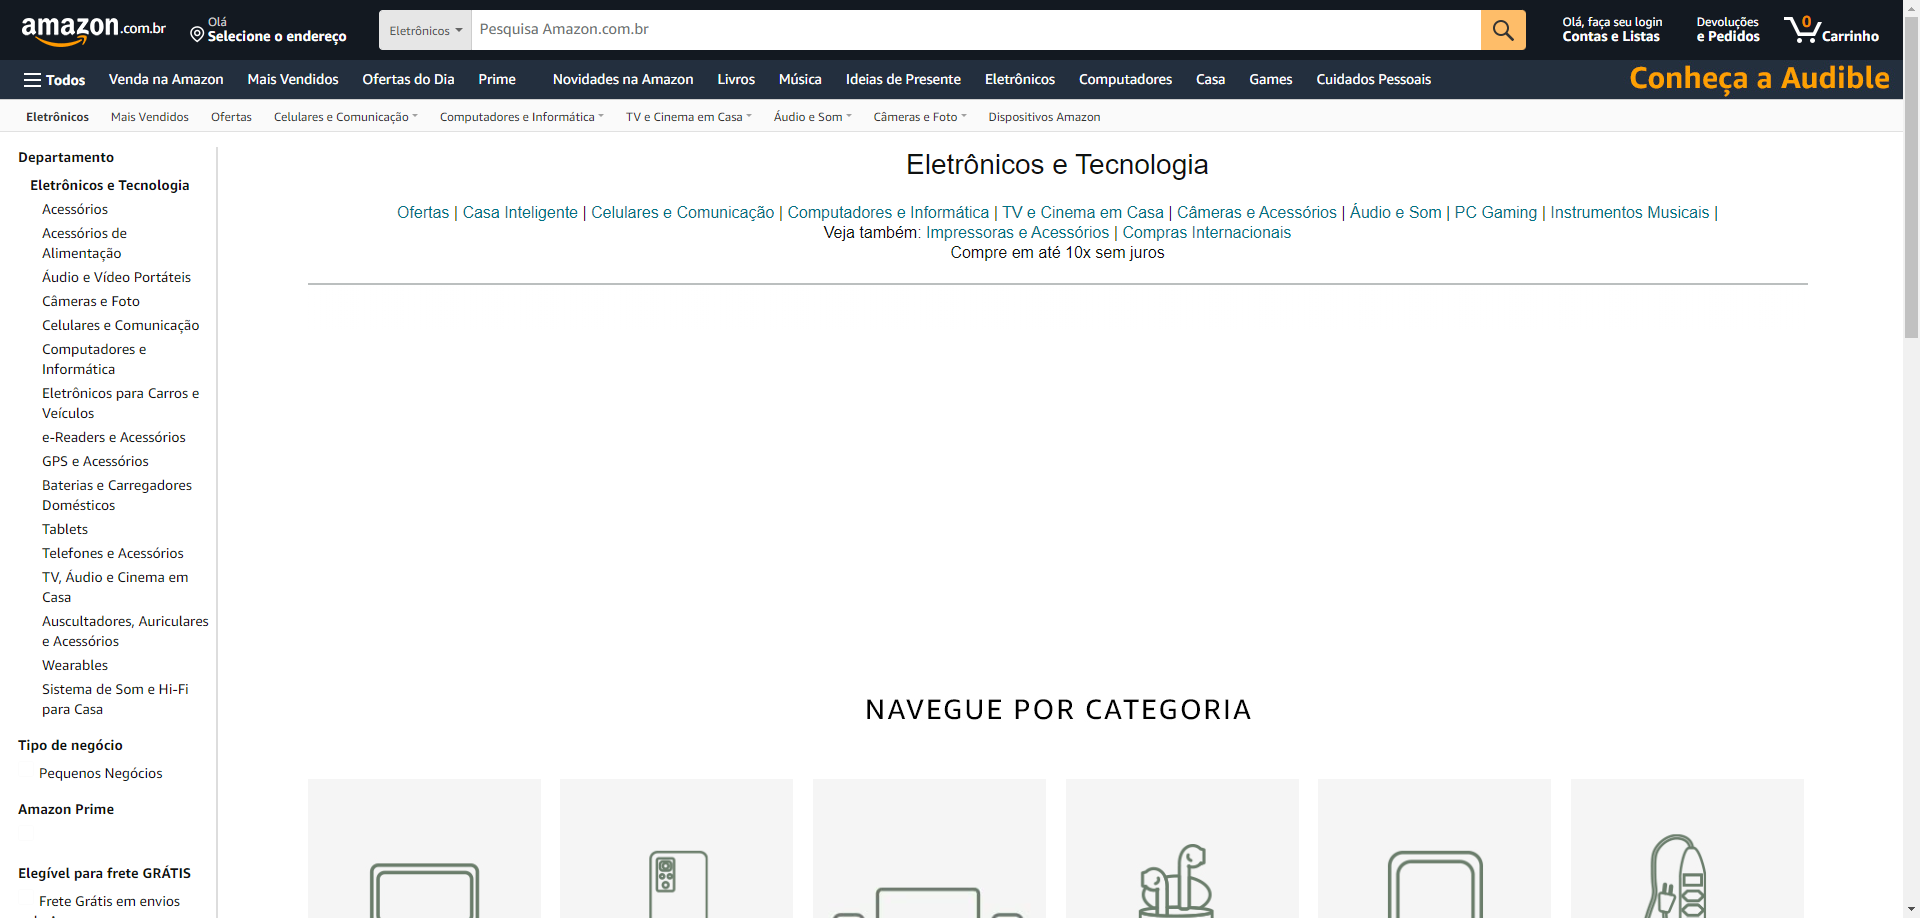 amazon.com.br
Olá
Selecione o endereço
Eletrônicos
Pesquisa Amazon.com.br
Olá, faça seu login
Contas e Listas
Devoluções
e Pedidos
0
Carrinho
Todos Venda na Amazon Mais Vendidos Ofertas do Dia Prime Novidades na Amazon Livros Música Ideias de Presente Eletrônicos Computadores Casa Games Cuidados Pessoais Conheça a Audible
Eletrônicos Mais Vendidos Ofertas Celulares e Comunicação Computadores e Informática TV e Cinema em Casa Áudio e Som Câmeras e Foto Dispositivos Amazon
Departamento
Eletrônicos e Tecnologia
Acessórios
Acessórios de
Alimentação
Áudio e Vídeo Portáteis
Câmeras e Foto
Celulares e Comunicação
Computadores e
Informática
Eletrônicos para Carros e
Veículos
e-Readers e Acessórios
GPS e Acessórios
Baterias e Carregadores
Domésticos
Tablets
Telefones e Acessórios
TV, Áudio e Cinema em
Casa
Auscultadores, Auriculares
e Acessórios
Wearables
Sistema de Som e Hi-Fi
para Casa
Tipo de negócio
Pequenos Negócios
Amazon Prime
Elegível para frete GRÁTIS
Frete Grátis em envios
Eletrônicos e Tecnologia
Ofertas | Casa Inteligente | Celulares e Comunicação | Computadores e Informática | TV e Cinema em Casa | Câmeras e Acessórios | Áudio e Som | PC Gaming | Instrumentos Musicais |
Veja também: Impressoras e Acessórios | Compras Internacionais
Compre em até 10x sem juros
NAVEGUE POR CATEGORIA